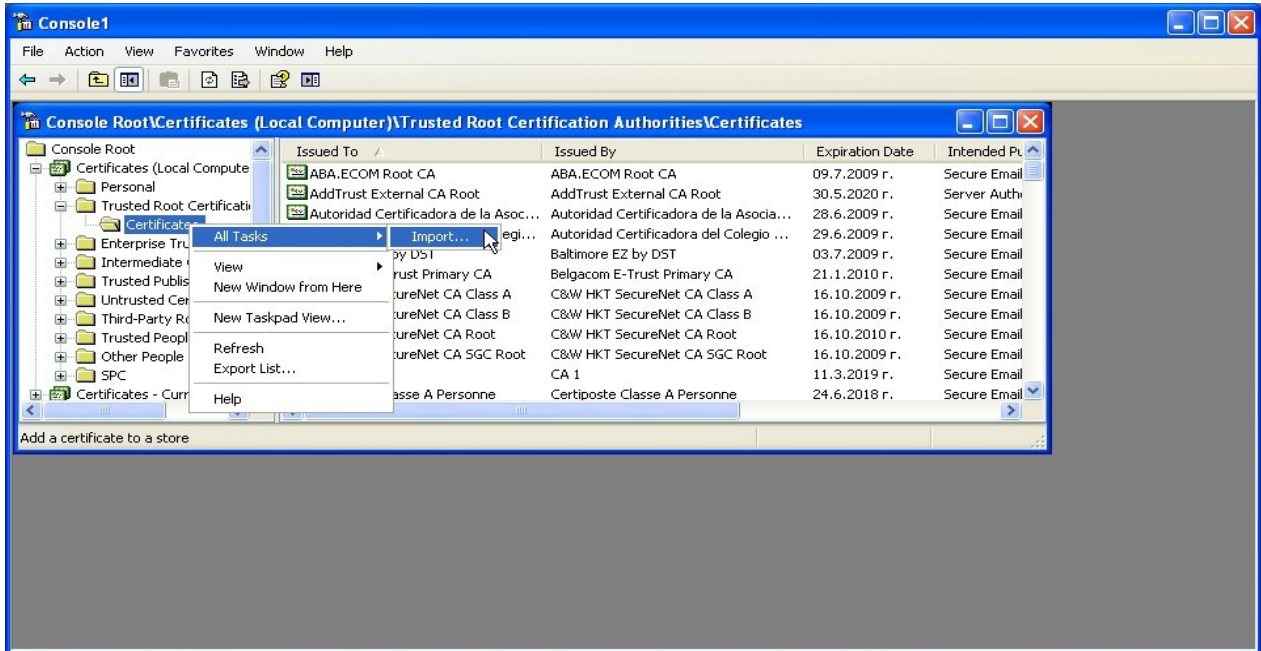 Console1
File Action View Favorites Window Help
Console Root\Certificates (Local Computer)\Trusted Root Certification Authorities\Certificates
Console Root
Certificates (Local Compute
Personal
Trusted Root Certificati
Certificates
Enterprise Tru
Intermediate
Trusted Publis
Untrusted Cer
Third-Party Ro
Trusted Peopl
Other People
SPC
Certificates - Curr
All Tasks
Import...
View
New Window from Here
New Taskpad View...
Refresh
Export List...
Help
Issued To Issued By Expiration Date Intended Pu
ABA.ECOM Root CA ABA.ECOM Root CA 09.7.2009 г. Secure Email
AddTrust External CA Root AddTrust External CA Root 30.5.2020 г. Server Authe
Autoridad Certificadora de la Asoc... Autoridad Certificadora de la Asocia... 28.6.2009 г. Secure Email
egi... Autoridad Certificadora del Colegio ... 29.6.2009 г. Secure Email
by DST Baltimore EZ by DST 03.7.2009 г. Secure Email
rust Primary CA Belgacom E-Trust Primary CA 21.1.2010 г. Secure Email
ureNet CA Class A C&W HKT SecureNet CA Class A 16.10.2009 г. Secure Email
ureNet CA Class B C&W HKT SecureNet CA Class B 16.10.2009 г. Secure Email
ureNet CA Root C&W HKT SecureNet CA Root 16.10.2010 г. Secure Email
ureNet CA SGC Root C&W HKT SecureNet CA SGC Root 16.10.2009 г. Secure Email
CA 1 11.3.2019 г. Secure Email
asse A Personne Certiposte Classe A Personne 24.6.2018 г. Secure Email
Add a certificate to a store